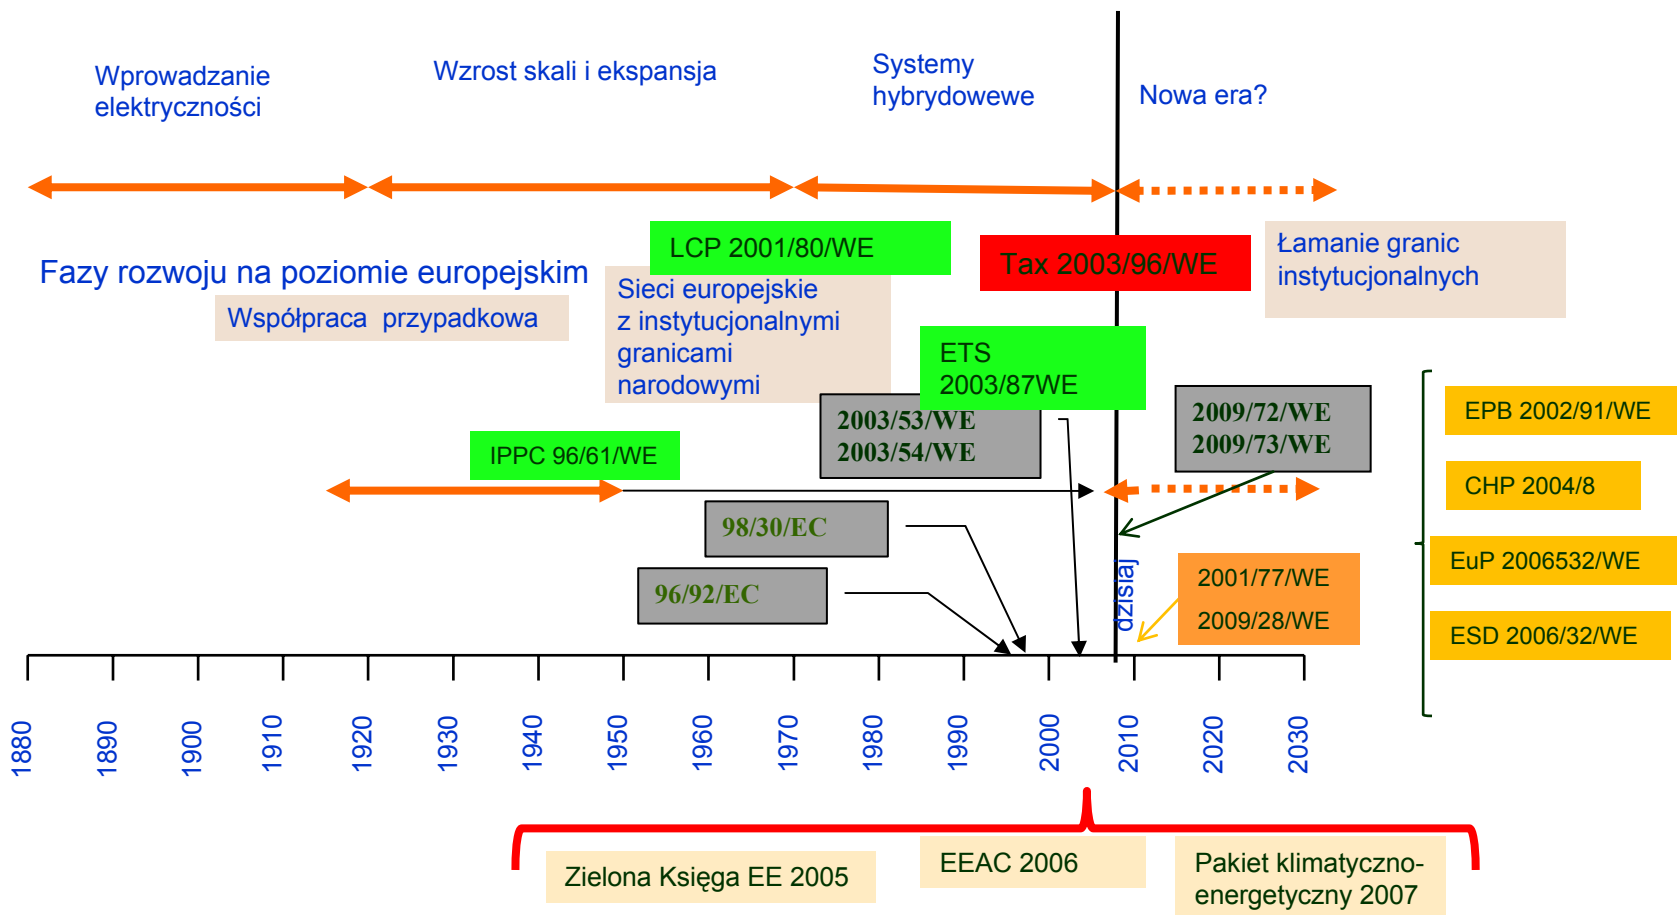 Wprowadzanie
elektryczności
Wzrost skali i ekspansja
Systemy
hybrydowewe
Nowa era?
LCP 2001/80/WE
Tax 2003/96/WE
Łamanie granic
instytucjonalnych
Fazy rozwoju na poziomie europejskim
Współpraca przypadkowa
Sieci europejskie
z instytucjonalnymi
granicami
narodowymi
ETS
2003/87WE
2003/53/WE
2003/54/WE
2009/72/WE
2009/73/WE
EPB 2002/91/WE
IPPC 96/61/WE
CHP 2004/8
98/30/EC
EuP 2006532/WE
96/92/EC
dzisiaj
2001/77/WE
2009/28/WE
ESD 2006/32/WE
1880
1890
1900
1910
1920
1930
1940
1950
1960
1970
1980
1990
2000
2010
2020
2030
Zielona Księga EE 2005
EEAC 2006
Pakiet klimatyczno-
energetyczny 2007